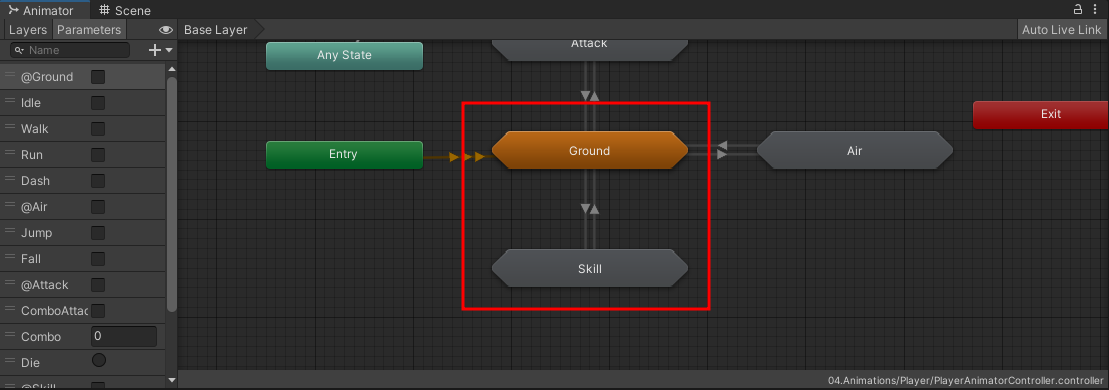 Animator
Scene
Layers
Parameters
Base Layer
Auto Live Link
Name
@Ground
Idle
Walk
Run
Dash
@Air
Jump
Fall
@Attack
ComboAttac
Combo
0
Die
@Skill
Any State
Attack
Exit
Entry
Ground
Air
Skill
04.Animations/Player/PlayerAnimatorController.controller